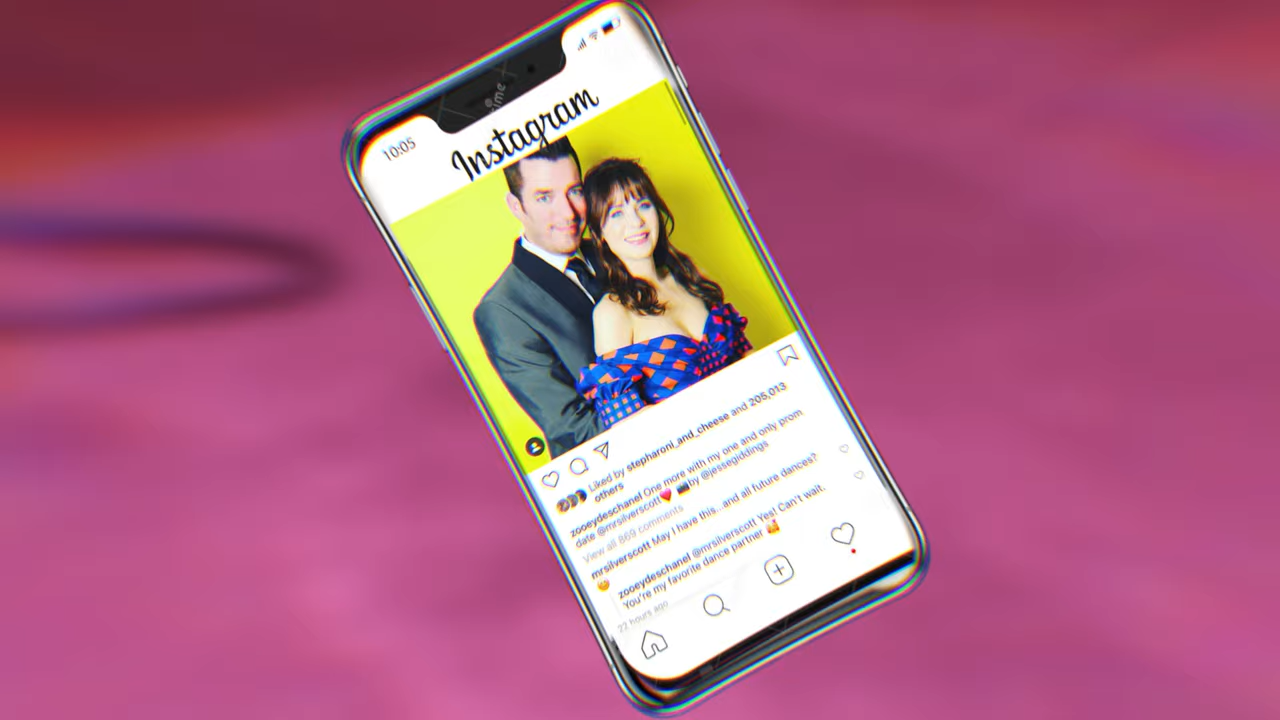 10:05
Instagram
Liked by stepharoni_and_cheese and 205,013
others
zooeydeschanel One more with my one and only prom
date @mrsilverscott❤️ 📷by @jessegiddings
View all 869 comments
mrsilverscott May I have this...and all future dances?
😍
zooeydeschanel @mrsilverscott Yes! Can't wait.
You're my favorite dance partner 🥰
22 hours ago